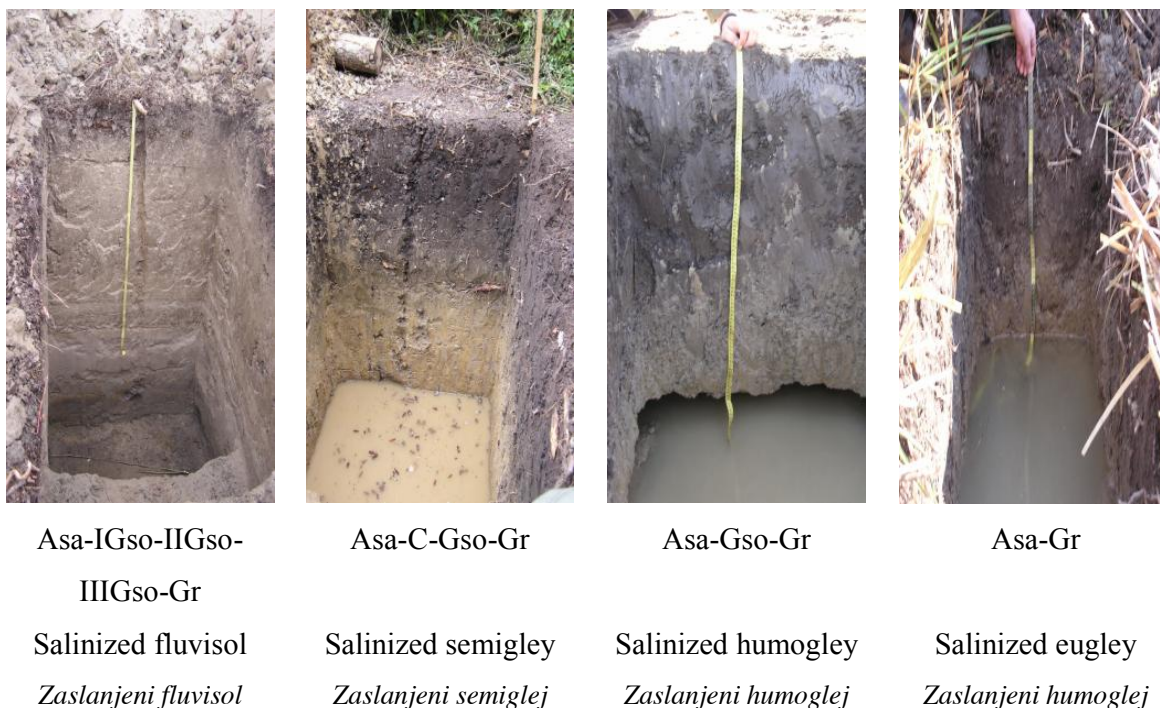 Asa-IGso-IIGso-
IIIGso-Gr
Salinized fluvisol
Zaslanjeni fluvisol
Asa-C-Gso-Gr
Salinized semigley
Zaslanjeni semiglej
Asa-Gso-Gr
Salinized humogley
Zaslanjeni humoglej
Asa-Gr
Salinized eugley
Zaslanjeni humoglej